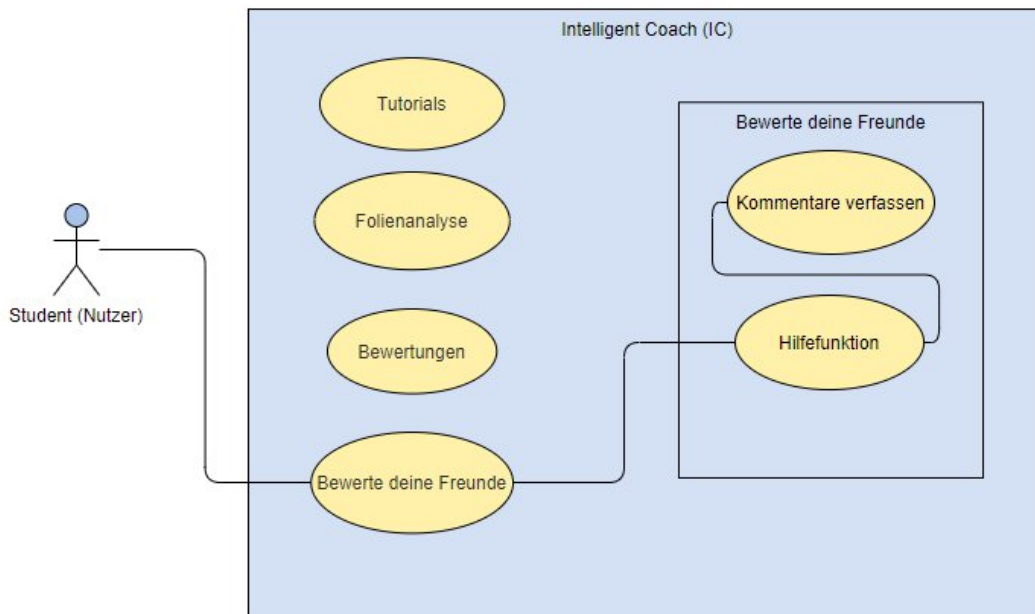 Intelligent Coach (IC)
Tutorials
Bewerte deine Freunde
Kommentare verfassen
Folienanalyse
Student (Nutzer)
Bewertungen
Hilfefunktion
Bewerte deine Freunde